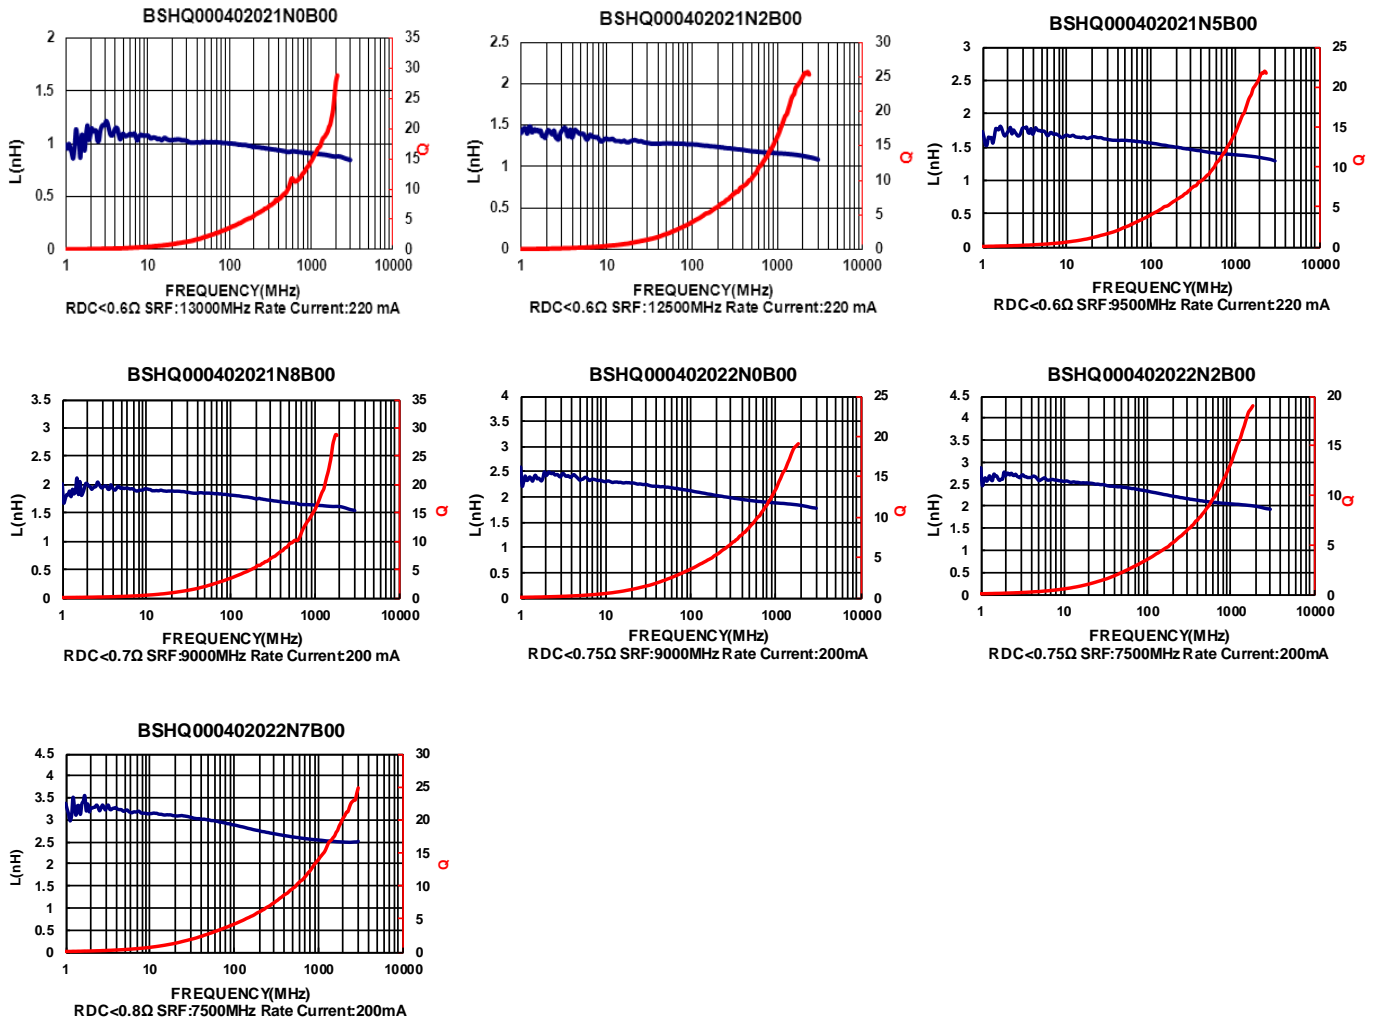 BSHQ000402021N0B00
2
1.5
1
0.5
0
L(nH)
35
30
25
20
15
10
5
0
Q
1 10 100 1000 10000
FREQUENCY(MHz)
RDC<0.6Ω SRF:13000MHz Rate Current:220 mA
BSHQ000402021N2B00
2.5
2
1.5
1
0.5
0
L(nH)
30
25
20
15
10
5
0
Q
1 10 100 1000 10000
FREQUENCY(MHz)
RDC<0.6Ω SRF:12500MHz Rate Current:220 mA
BSHQ000402021N5B00
3
2.5
2
1.5
1
0.5
0
L(nH)
25
20
15
10
5
0
Q
1 10 100 1000 10000
FREQUENCY(MHz)
RDC<0.6Ω SRF:9500MHz Rate Current:220 mA
BSHQ000402021N8B00
3.5
3
2.5
2
1.5
1
0.5
0
L(nH)
35
30
25
20
15
10
5
0
Q
1 10 100 1000 10000
FREQUENCY(MHz)
RDC<0.7Ω SRF:9000MHz Rate Current:200 mA
BSHQ000402022N0B00
4
3.5
3
2.5
2
1.5
1
0.5
0
L(nH)
25
20
15
10
5
0
Q
1 10 100 1000 10000
FREQUENCY(MHz)
RDC<0.75Ω SRF:9000MHz Rate Current:200mA
BSHQ000402022N2B00
4.5
4
3.5
3
2.5
2
1.5
1
0.5
0
L(nH)
20
15
10
5
0
Q
1 10 100 1000 10000
FREQUENCY(MHz)
RDC<0.75Ω SRF:7500MHz Rate Current:200mA
BSHQ000402022N7B00
4.5
4
3.5
3
2.5
2
1.5
1
0.5
0
L(nH)
30
25
20
15
10
5
0
Q
1 10 100 1000 10000
FREQUENCY(MHz)
RDC<0.8Ω SRF:7500MHz Rate Current:200mA